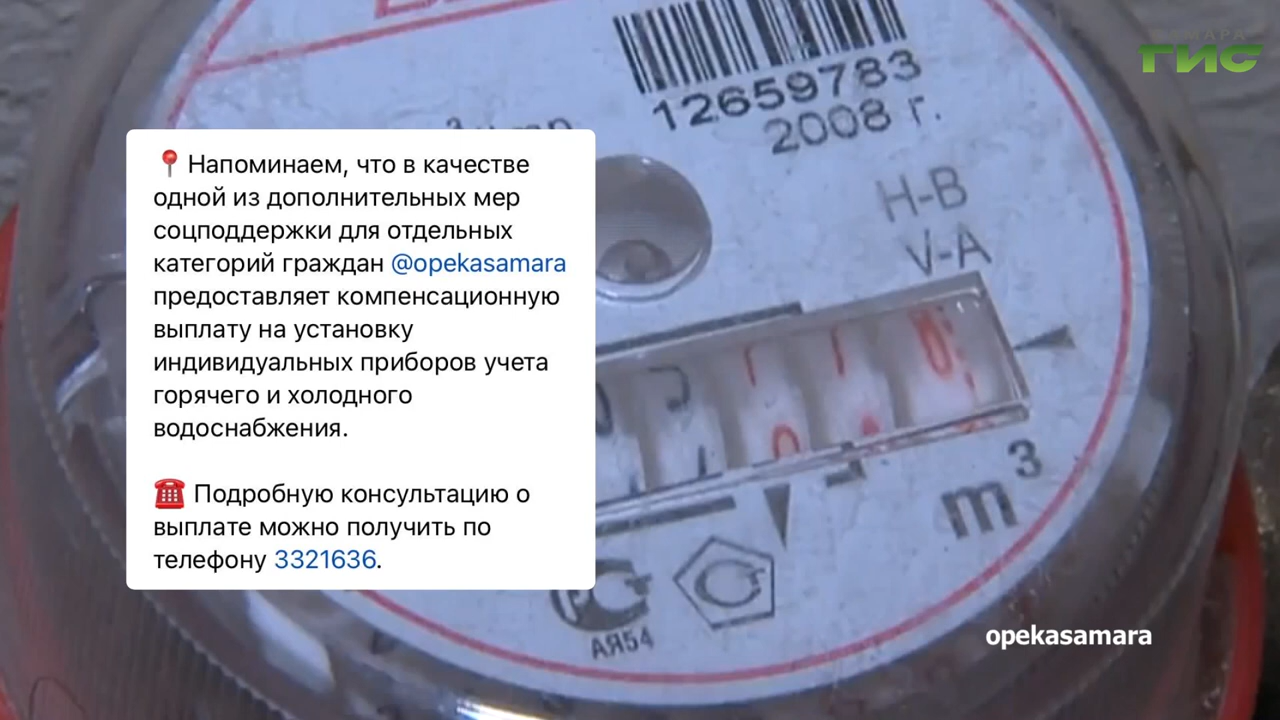 САМАРА
ГИС
12659783
2008 г.
H-B
V-A
📍 Напоминаем, что в качестве
одной из дополнительных мер
соцподдержки для отдельных
категорий граждан @opekasamara
предоставляет компенсационную
выплату на установку
индивидуальных приборов учета
горячего и холодного
водоснабжения.
☎️ Подробную консультацию о
выплате можно получить по
телефону 3321636.
m³
АЯ54
opekasamara